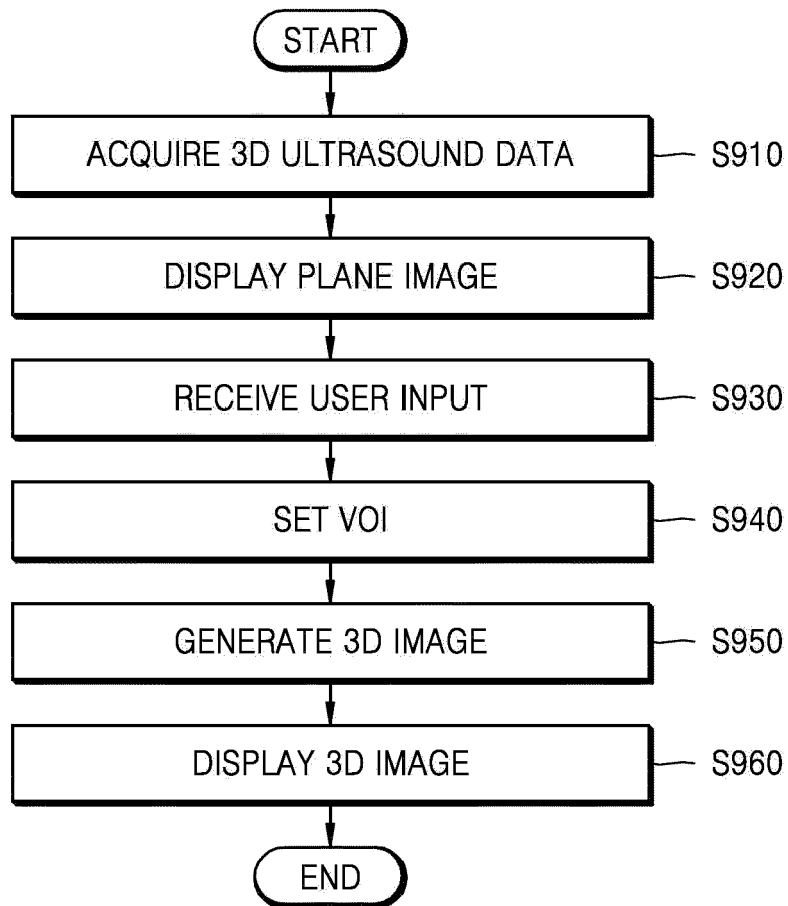 START
ACQUIRE 3D ULTRASOUND DATA S910
DISPLAY PLANE IMAGE S920
RECEIVE USER INPUT S930
SET VOI S940
GENERATE 3D IMAGE S950
DISPLAY 3D IMAGE S960
END